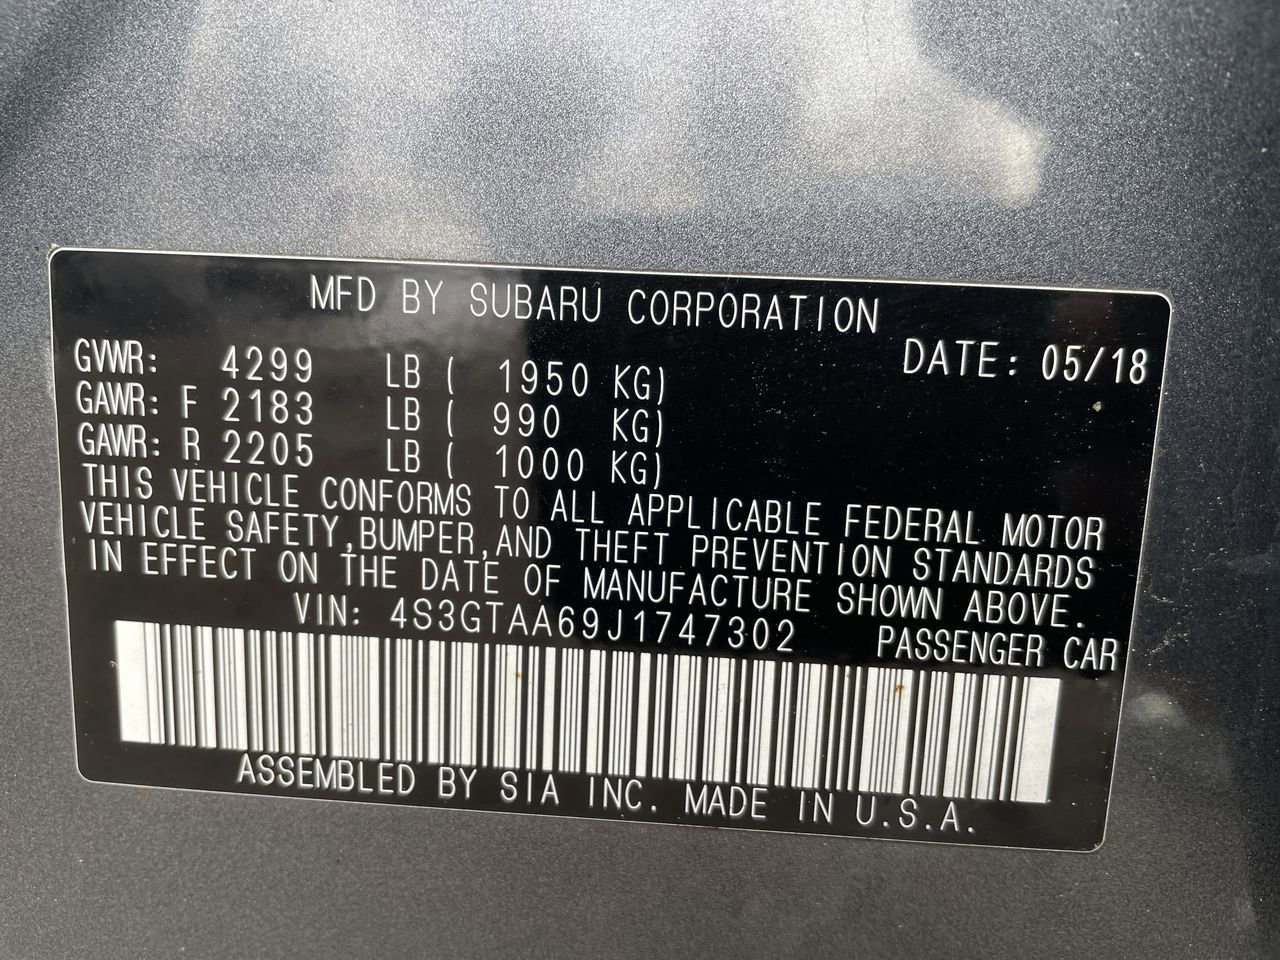 MFD BY SUBARU CORPORATION
GVWR: 4299 LB ( 1950 KG) DATE: 05/18
GAWR: F 2183 LB ( 990 KG)
GAWR: R 2205 LB ( 1000 KG)
THIS VEHICLE CONFORMS TO ALL APPLICABLE FEDERAL MOTOR
VEHICLE SAFETY, BUMPER, AND THEFT PREVENTION STANDARDS
IN EFFECT ON THE DATE OF MANUFACTURE SHOWN ABOVE.
VIN: 4S3GTAA69J1747302 PASSENGER CAR
ASSEMBLED BY SIA INC. MADE IN U.S.A.